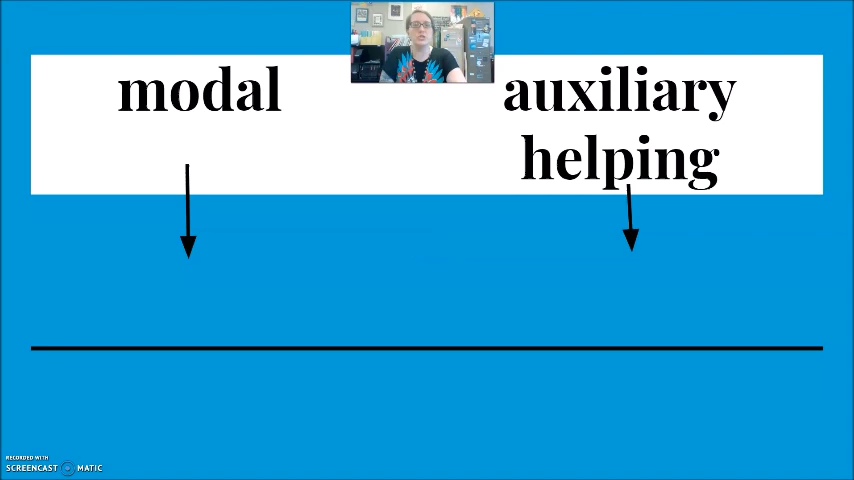 modal
auxiliary
helping
RECORDED WITH
SCREENCAST MATIC